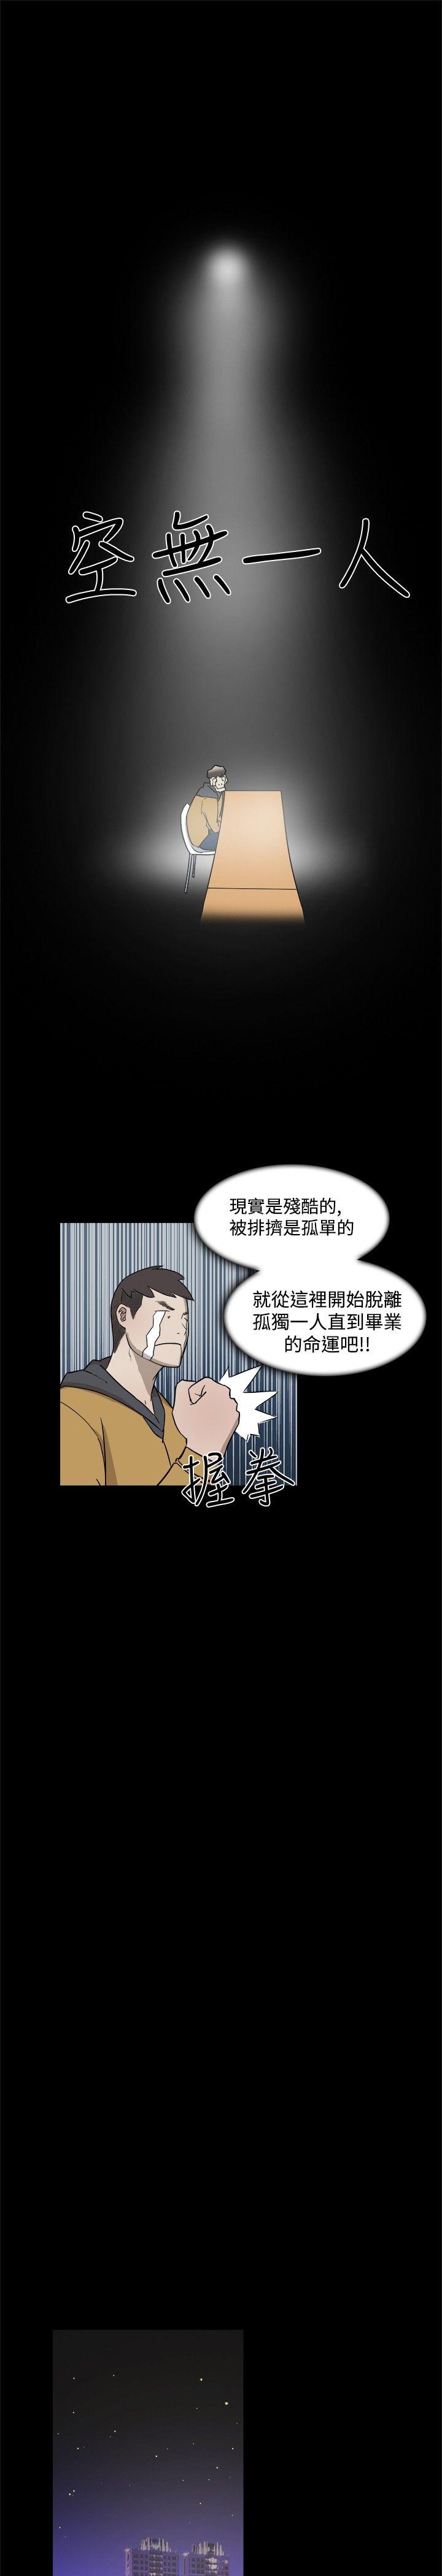 空無一人
現實是殘酷的,
被排擠是孤單的
就從這裡開始脫離
孤獨一人直到畢業
的命運吧!!
握拳